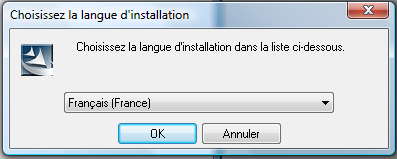 Choisissez la langue d'installation
Choisissez la langue d'installation dans la liste ci-dessous.
Français (France)
OK
Annuler